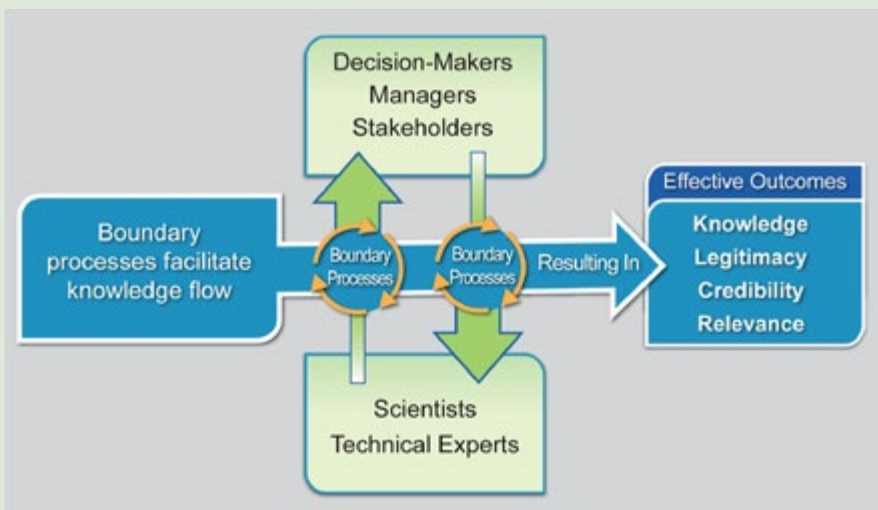 Decision-Makers
Managers
Stakeholders
Boundary
processes facilitate
knowledge flow
Boundary
Processes
Boundary
Processes
Resulting In
Effective Outcomes
Knowledge
Legitimacy
Credibility
Relevance
Scientists
Technical Experts